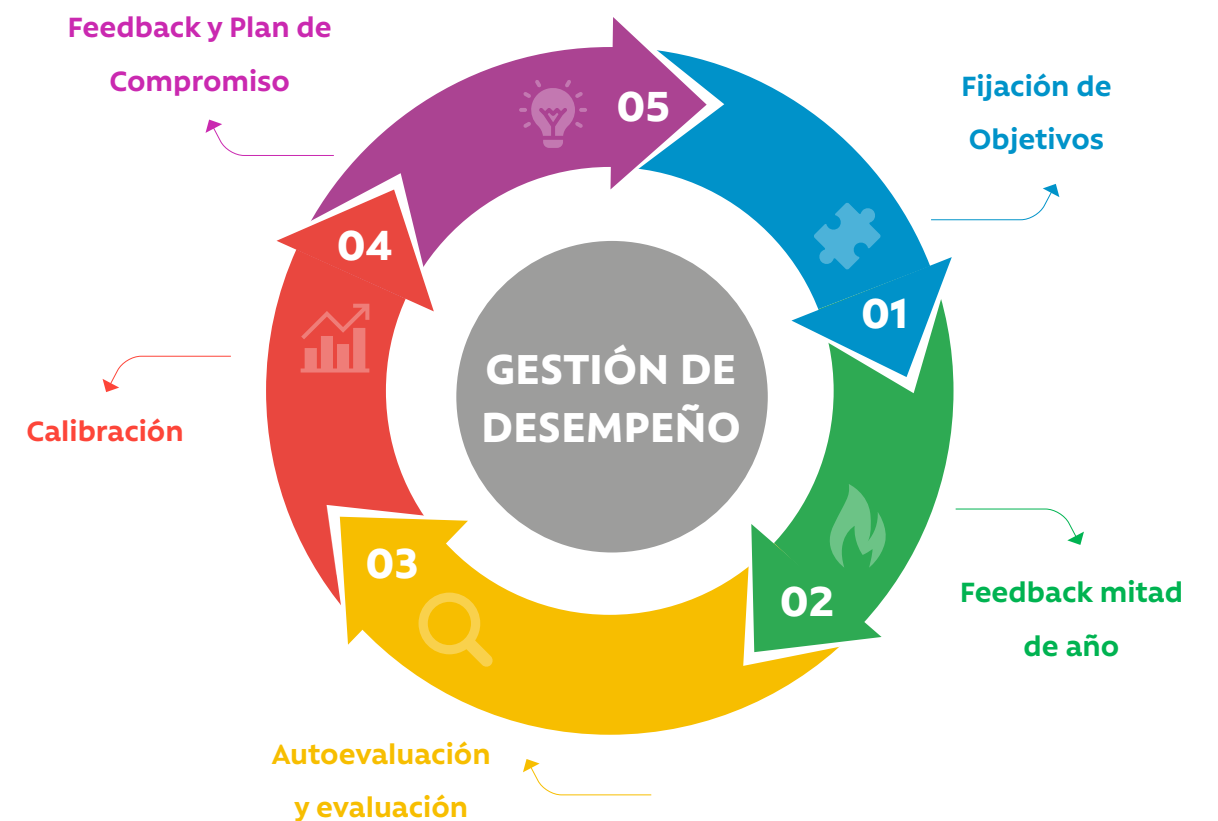 Feedback y Plan de
Compromiso
05
Fijación de
Objetivos
04
01
GESTIÓN DE
DESEMPEÑO
Calibración
03
02
Feedback mitad
de año
Autoevaluación
y evaluación